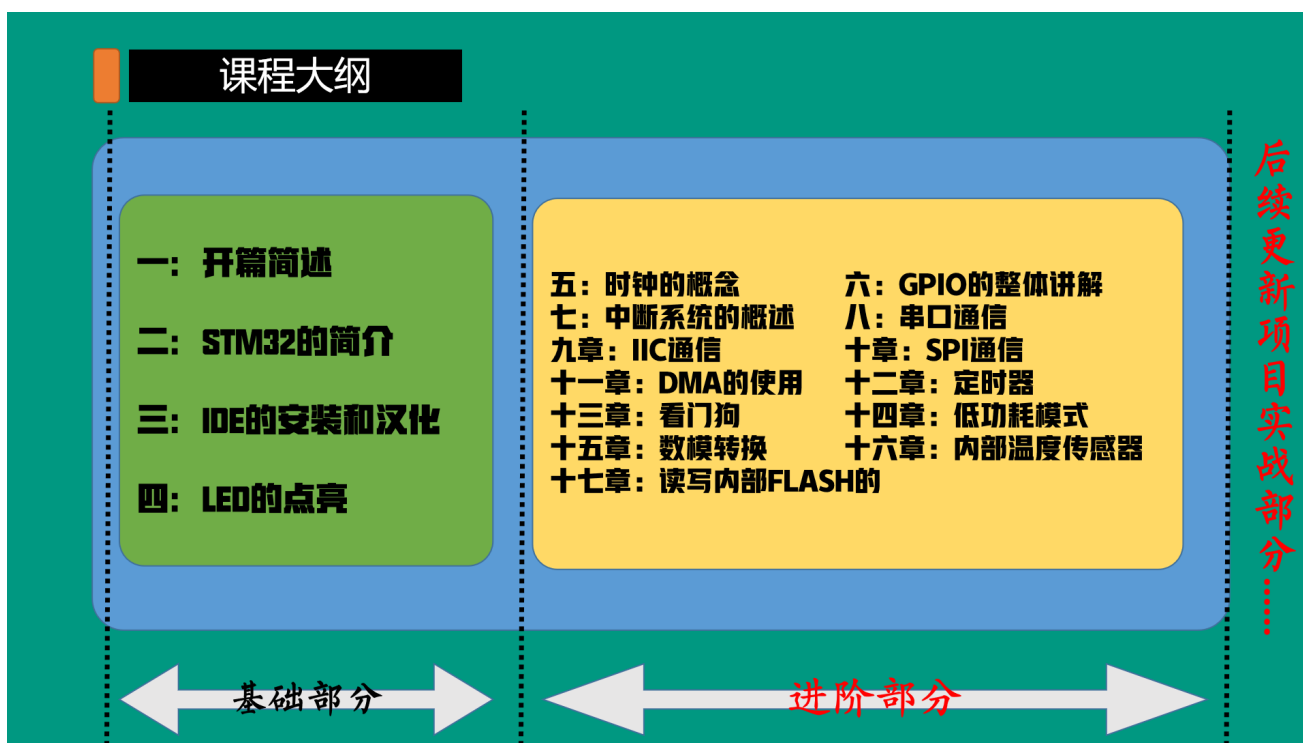 课程大纲
一：开篇简述
二：STM32的简介
三：IDE的安装和汉化
四：LED的点亮
五：时钟的概念 六：GPIO的整体讲解
七：中断系统的概述 八：串口通信
九章：IIC通信 十章：SPI通信
十一章：DMA的使用 十二章：定时器
十三章：看门狗 十四章：低功耗模式
十五章：数模转换 十六章：内部温度传感器
十七章：读写内部FLASH的
后续更新项目实战部分……
基础部分
进阶部分